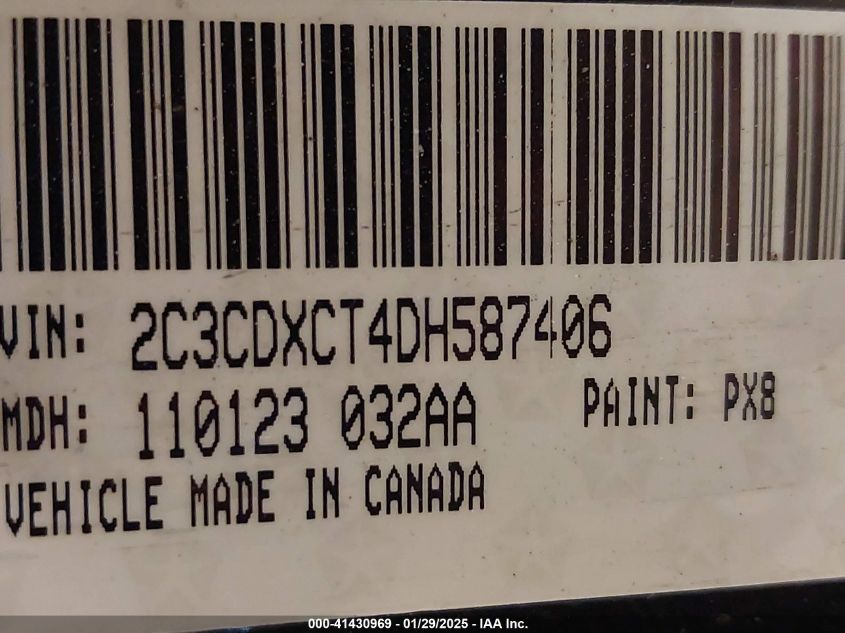 VIN: 2C3CDXCT4DH587406
MDH: 110123 032AA PAINT: PX8
VEHICLE MADE IN CANADA
000-41430969 - 01/29/2025 - IAA Inc.